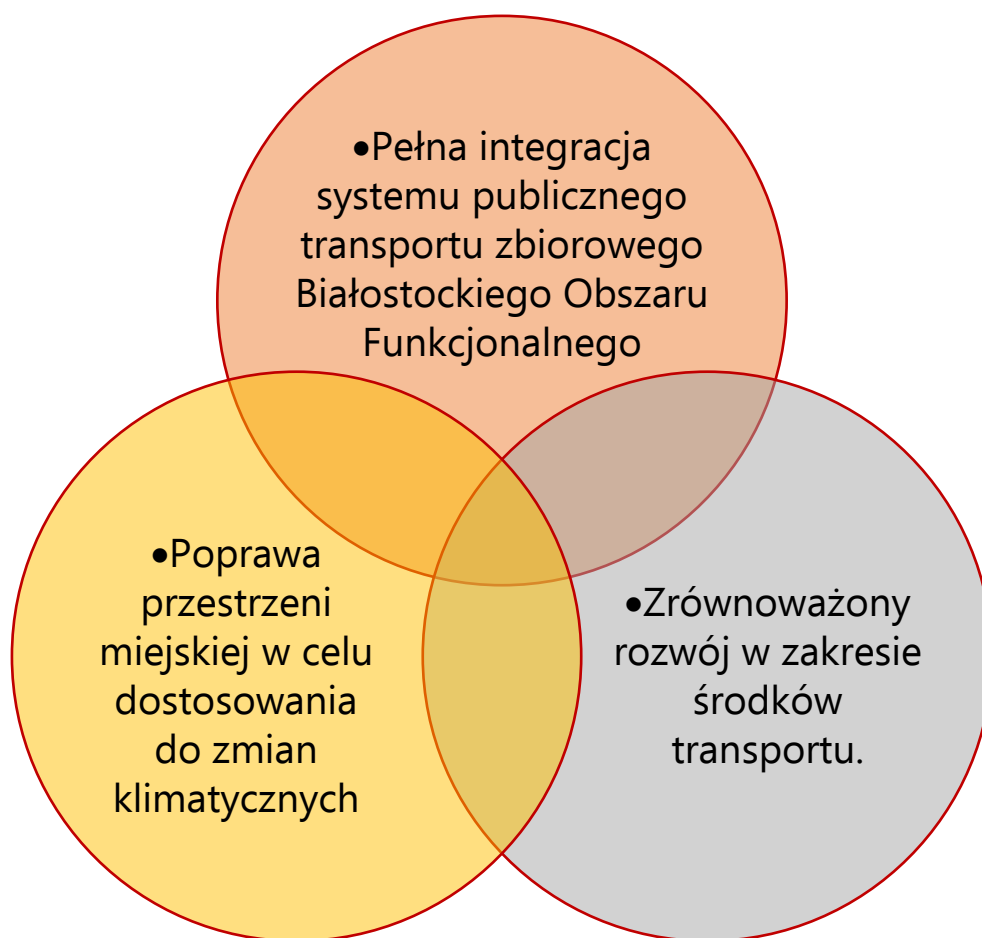 •Pełna integracja
systemu publicznego
transportu zbiorowego
Białostockiego Obszaru
Funkcjonalnego
•Poprawa
przestrzeni
miejskiej w celu
dostosowania
do zmian
klimatycznych
•Zrównoważony
rozwój w zakresie
środków
transportu.